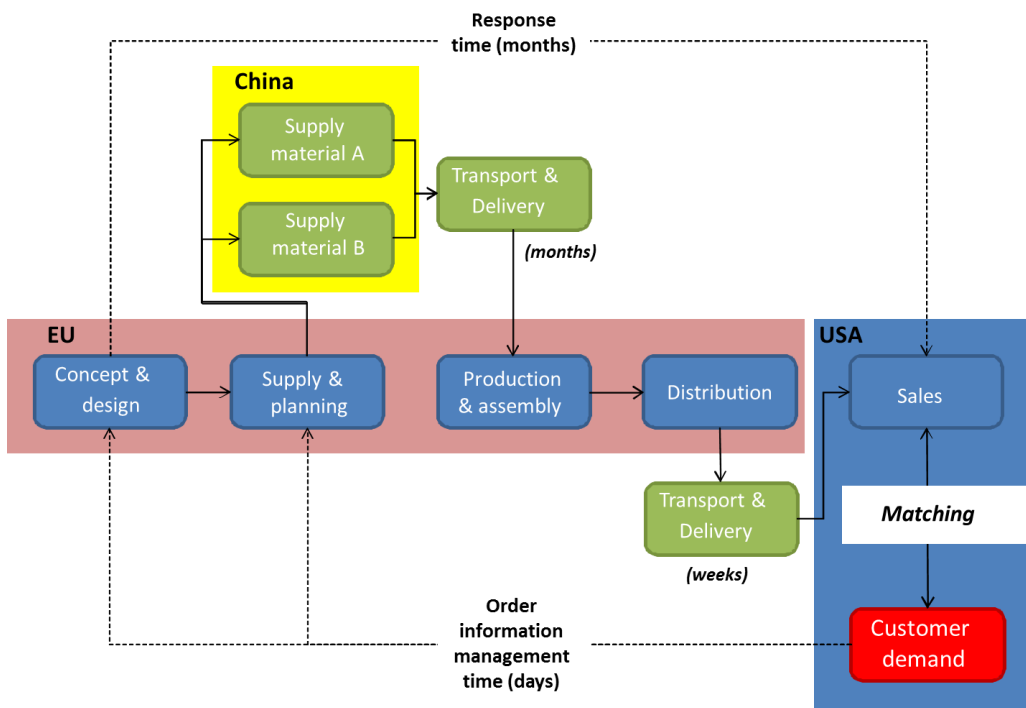 Response
time (months)
China
Supply
material A
Transport &
Delivery
Supply
material B
(months)
EU
USA
Concept &
design
Supply &
planning
Production
& assembly
Distribution
Sales
Transport &
Delivery
Matching
(weeks)
Order
information
management
time (days)
Customer
demand